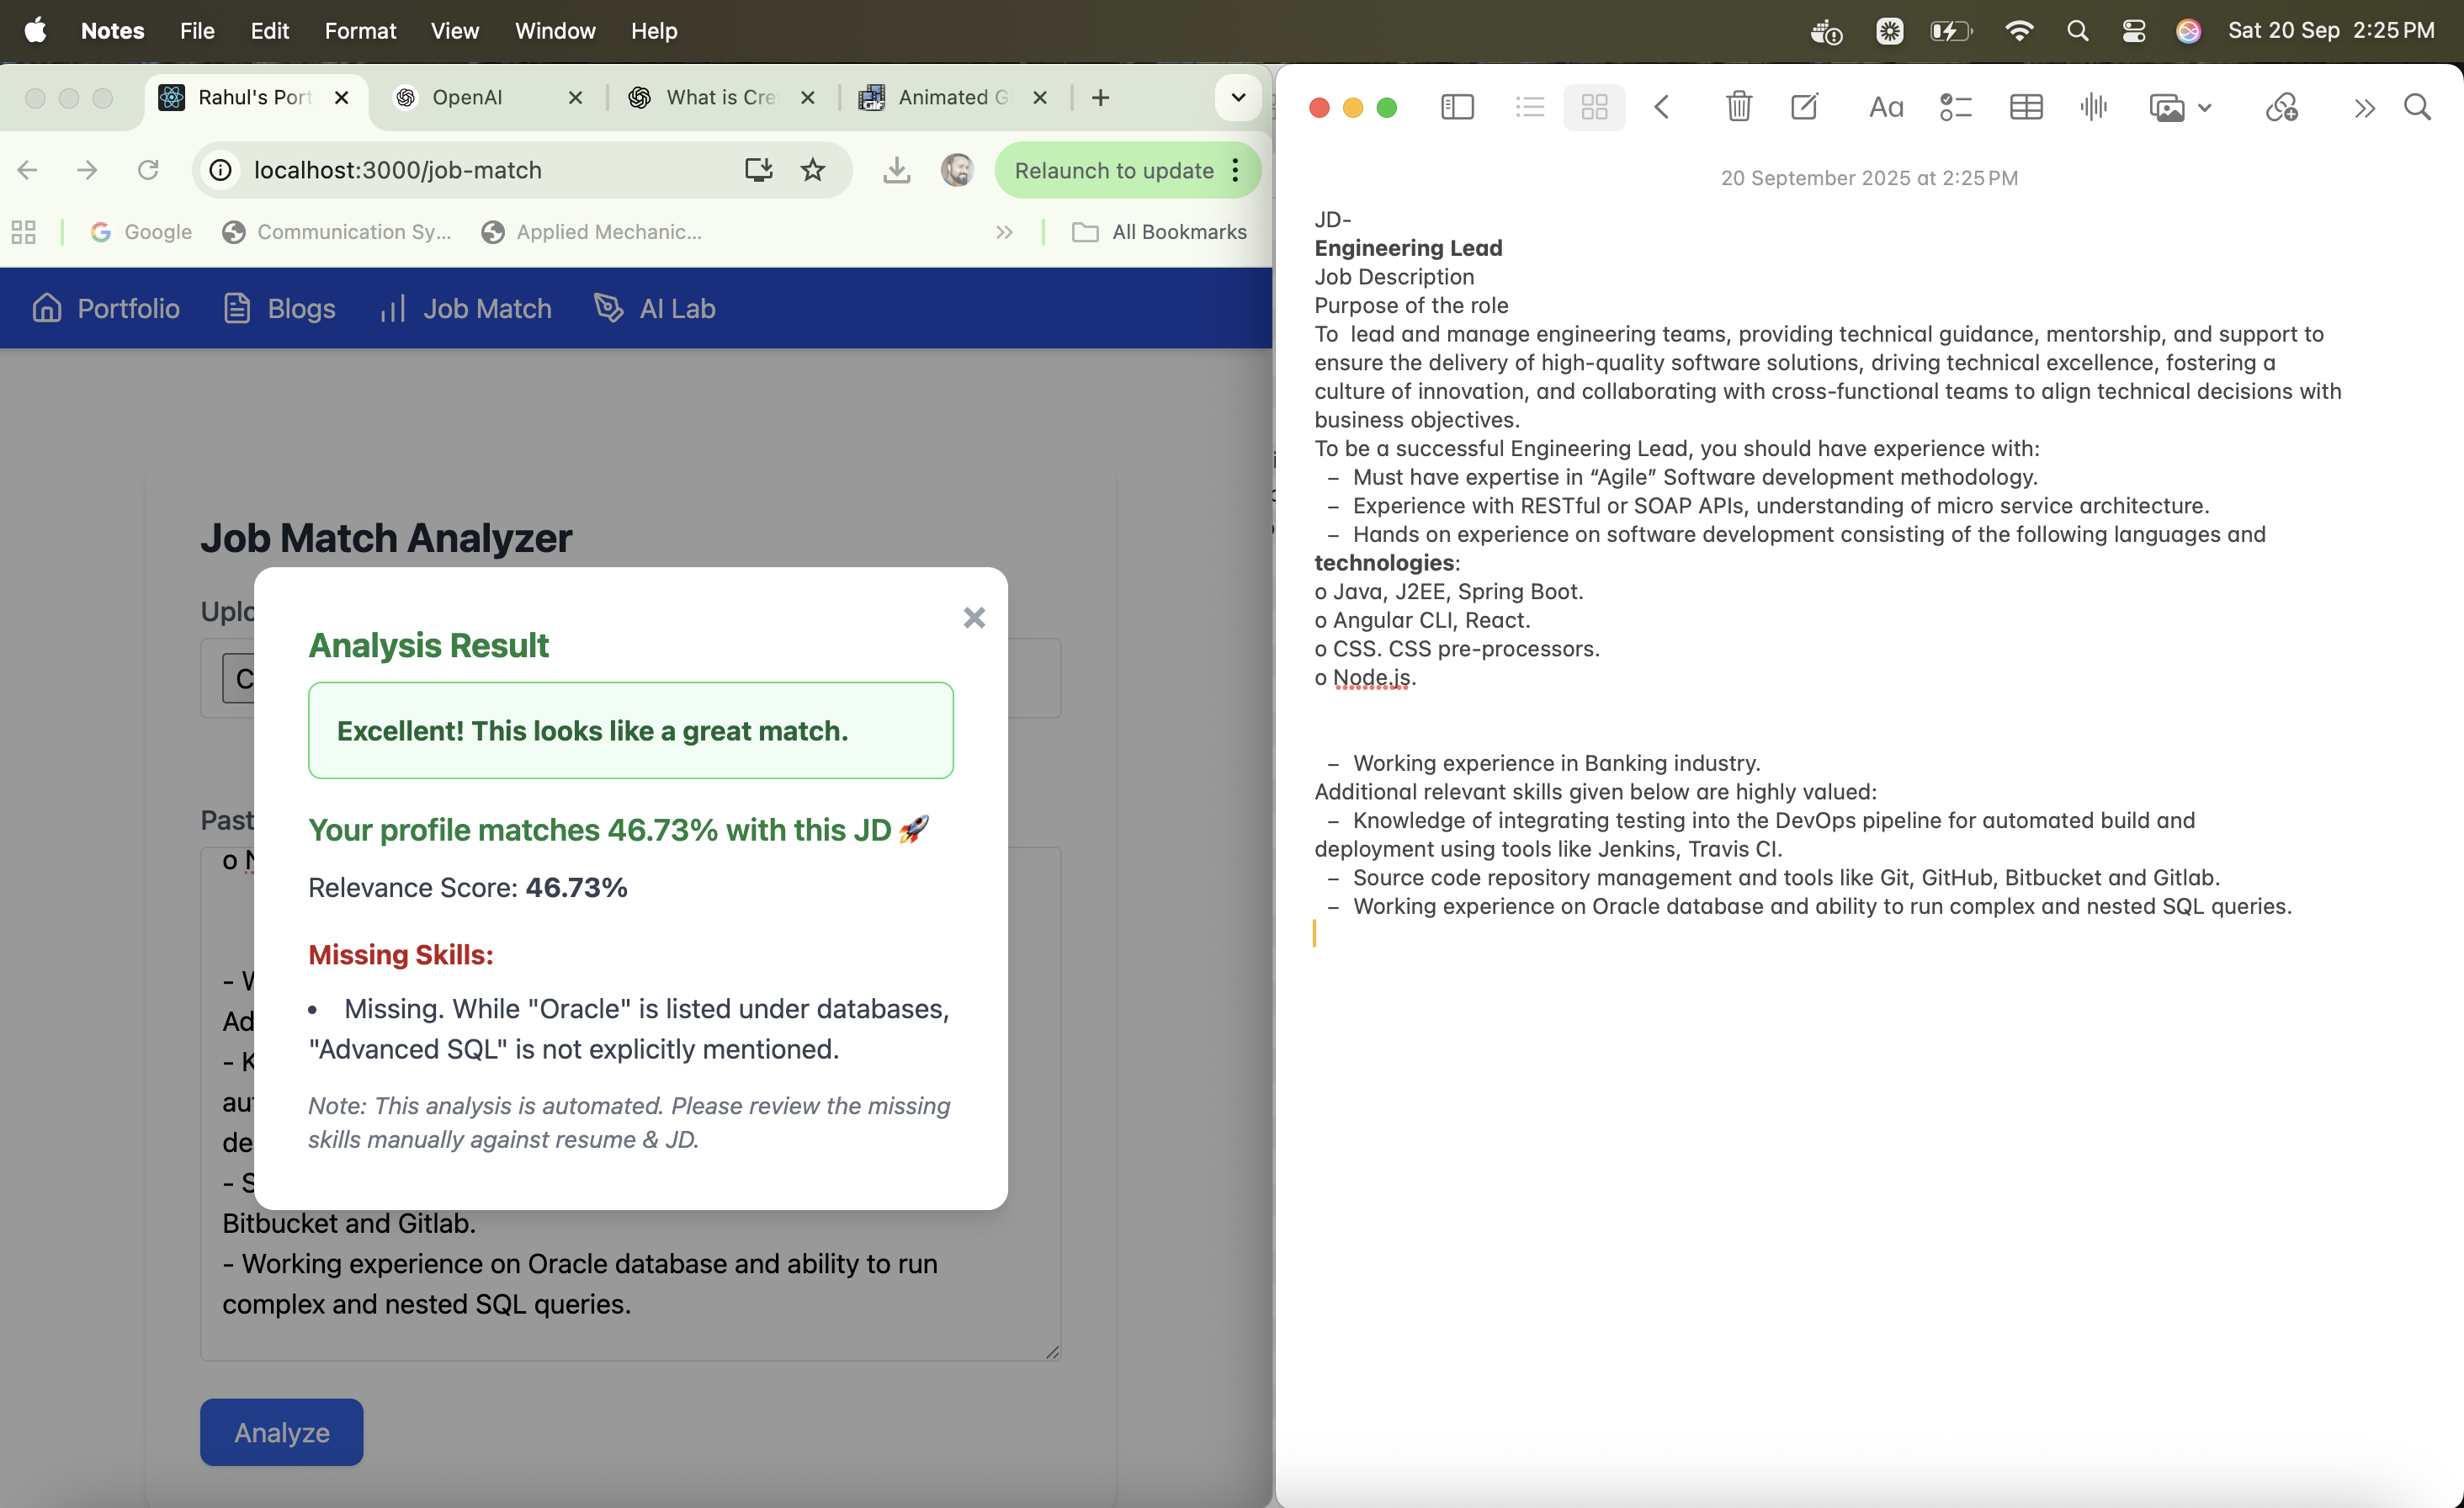 Notes File Edit Format View Window Help
Sat 20 Sep 2:25 PM
Rahul's Port
OpenAI
What is Cre
Animated G
localhost:3000/job-match
Relaunch to update
Google
Communication Sy...
Applied Mechanic...
All Bookmarks
Portfolio
Blogs
Job Match
AI Lab
Job Match Analyzer
Uplo
C
Past
o N
- W
Ad
- K
au
de
- S
Bitbucket and Gitlab.
- Working experience on Oracle database and ability to run
complex and nested SQL queries.
Analyze
Analysis Result
Excellent! This looks like a great match.
Your profile matches 46.73% with this JD 🚀
Relevance Score: 46.73%
Missing Skills:
• Missing. While "Oracle" is listed under databases,
"Advanced SQL" is not explicitly mentioned.
Note: This analysis is automated. Please review the missing
skills manually against resume & JD.
Aa
20 September 2025 at 2:25 PM
JD-
Engineering Lead
Job Description
Purpose of the role
To  lead and manage engineering teams, providing technical guidance, mentorship, and support to
ensure the delivery of high-quality software solutions, driving technical excellence, fostering a
culture of innovation, and collaborating with cross-functional teams to align technical decisions with
business objectives.
To be a successful Engineering Lead, you should have experience with:
– Must have expertise in “Agile” Software development methodology.
– Experience with RESTful or SOAP APIs, understanding of micro service architecture.
– Hands on experience on software development consisting of the following languages and
technologies:
o Java, J2EE, Spring Boot.
o Angular CLI, React.
o CSS. CSS pre-processors.
o Node.js.
– Working experience in Banking industry.
Additional relevant skills given below are highly valued:
– Knowledge of integrating testing into the DevOps pipeline for automated build and
deployment using tools like Jenkins, Travis CI.
– Source code repository management and tools like Git, GitHub, Bitbucket and Gitlab.
– Working experience on Oracle database and ability to run complex and nested SQL queries.